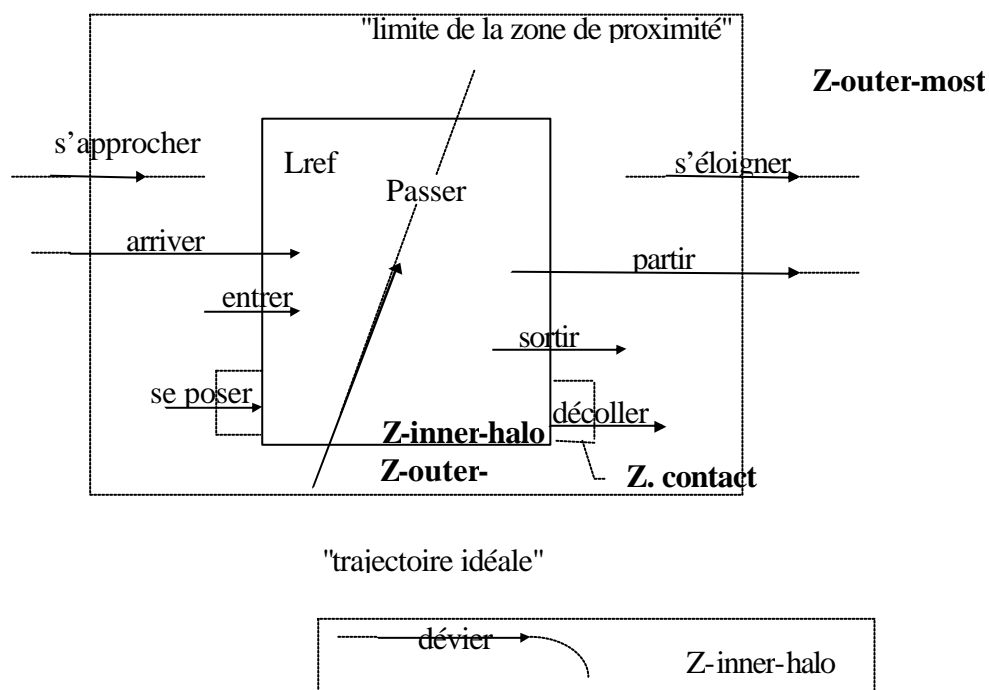 "limite de la zone de proximité"
Z-outer-most
s'approcher
Lref
s'éloigner
Passer
arriver
partir
entrer
sortir
se poser
décoller
Z-inner-halo
Z-outer-
Z. contact
"trajectoire idéale"
dévier
Z-inner-halo